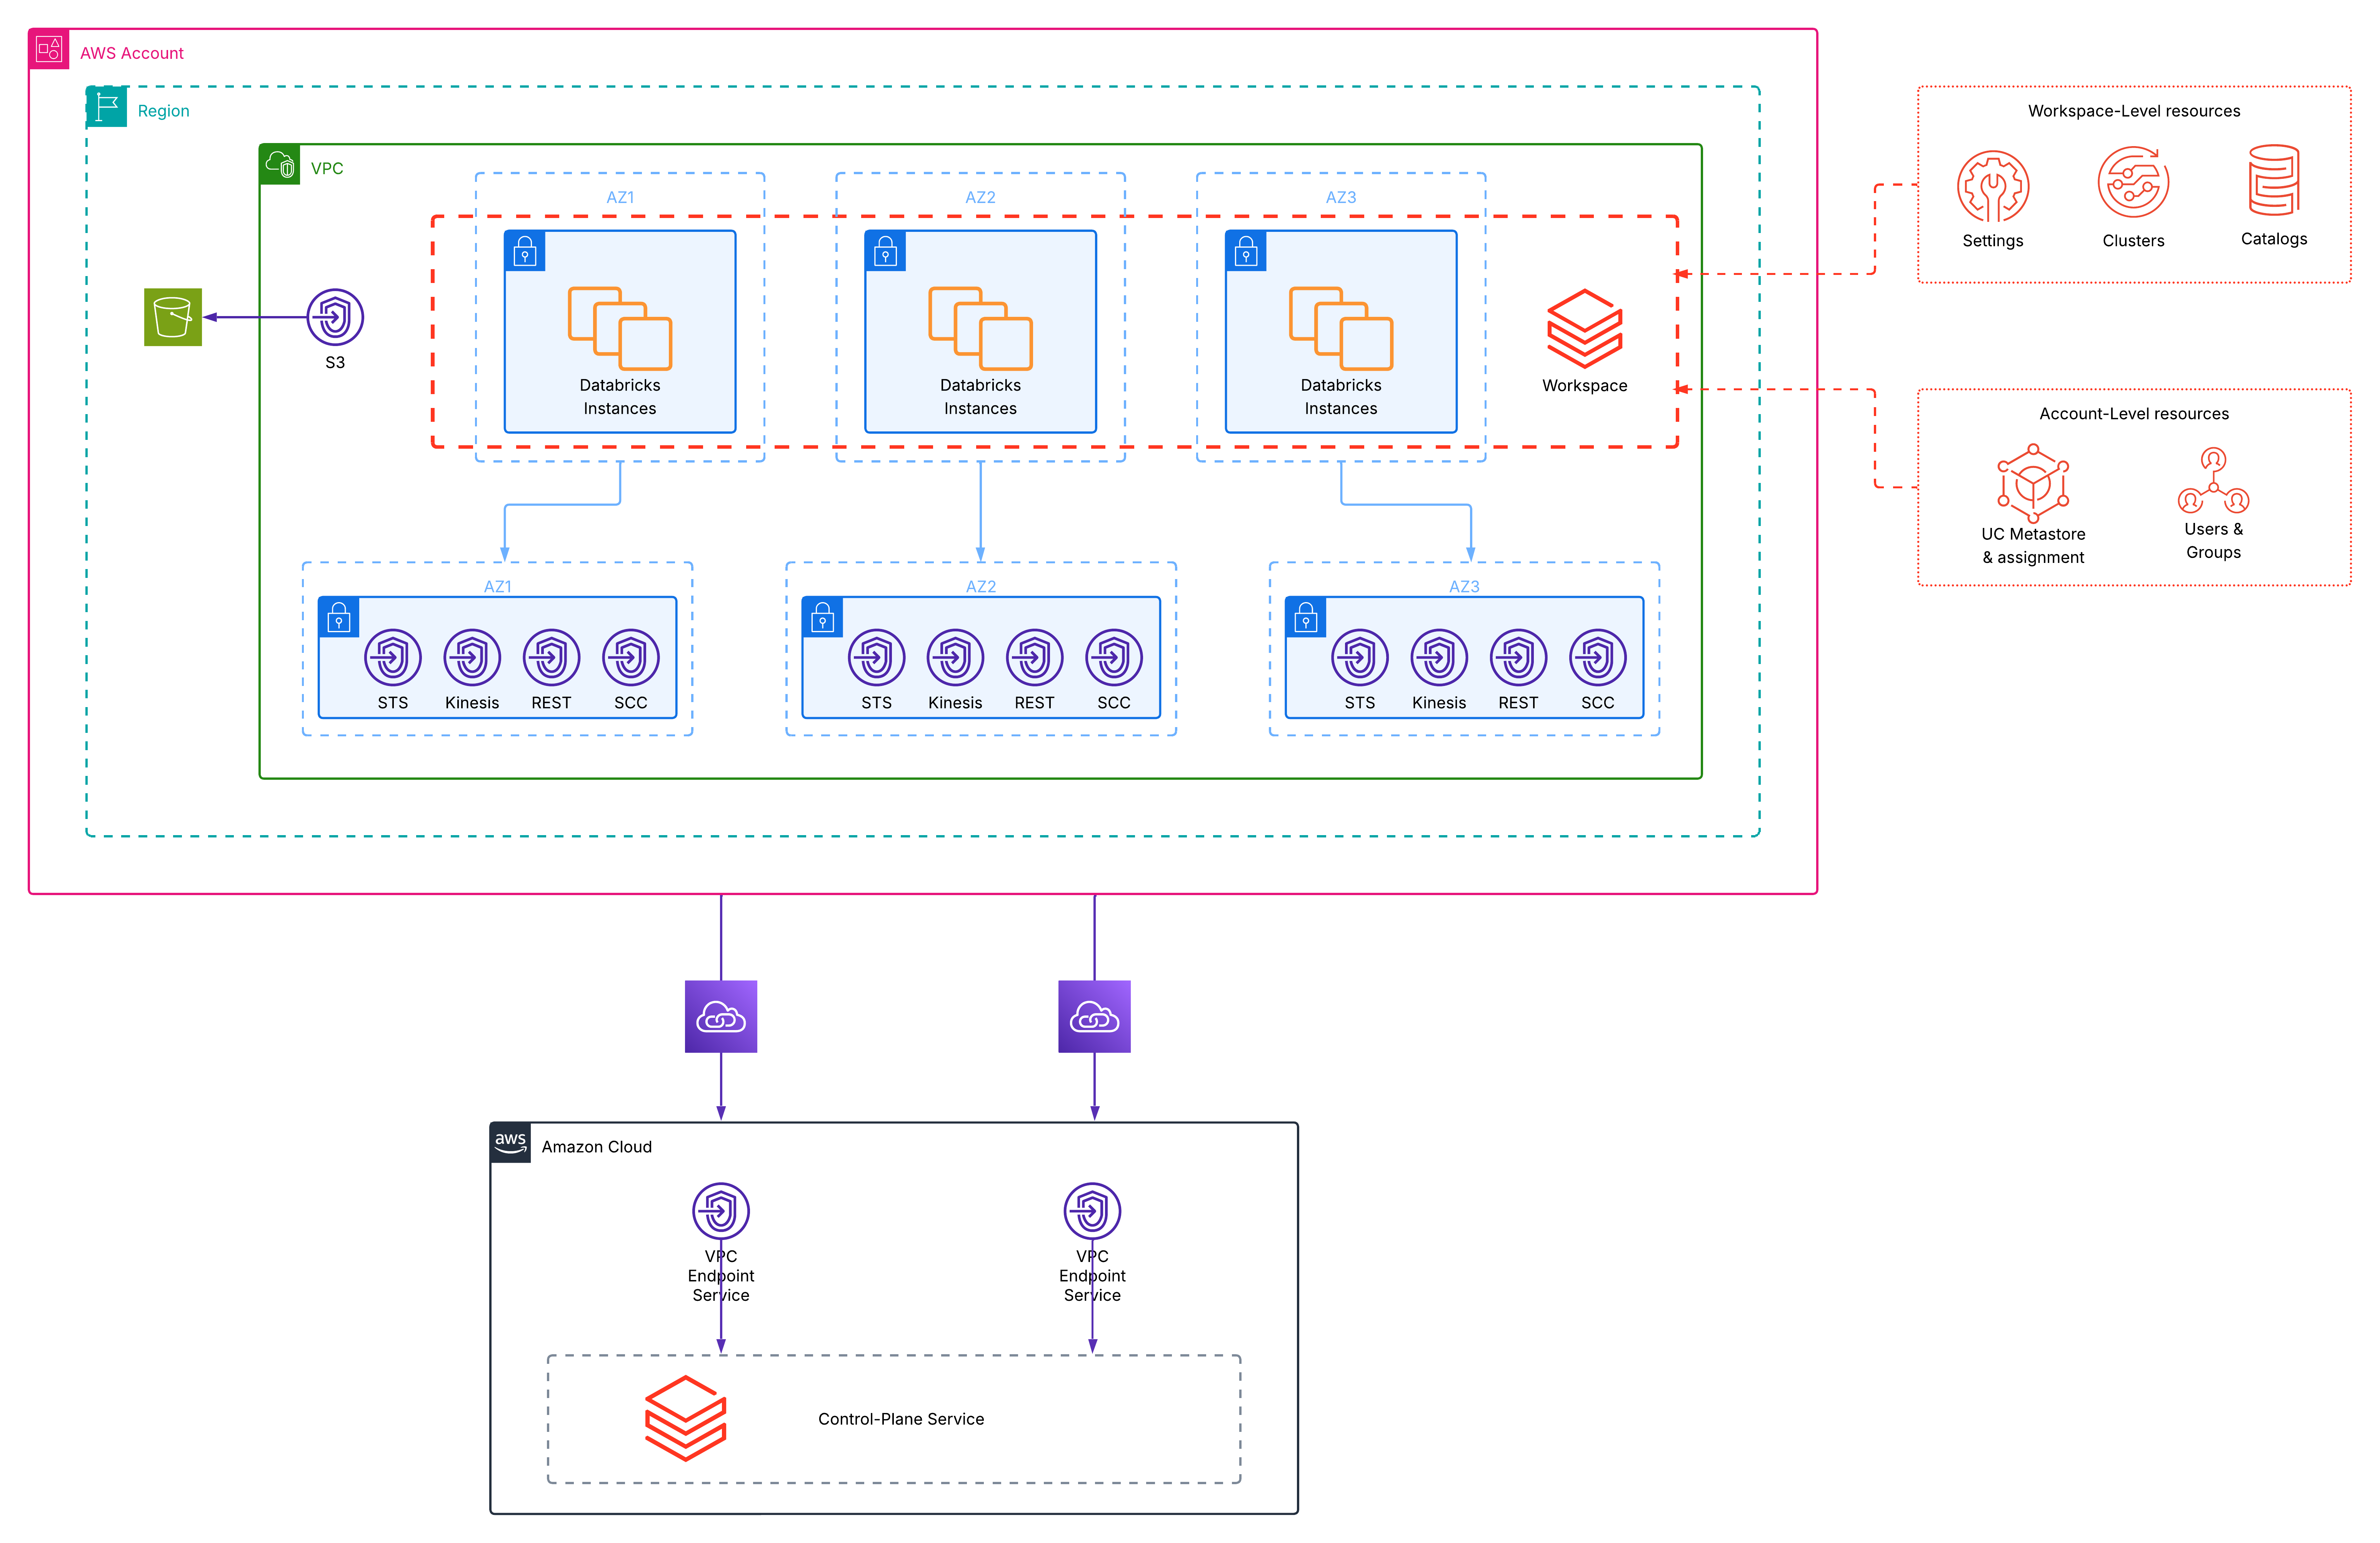 AWS Account
Region
VPC
AZ1
AZ2
AZ3
Databricks
Instances
Databricks
Instances
Databricks
Instances
Workspace
S3
AZ1
STS
Kinesis
REST
SCC
AZ2
STS
Kinesis
REST
SCC
AZ3
STS
Kinesis
REST
SCC
Workspace-Level resources
Settings
Clusters
Catalogs
Account-Level resources
UC Metastore
& assignment
Users &
Groups
aws
Amazon Cloud
VPC
Endpoint
Service
VPC
Endpoint
Service
Control-Plane Service